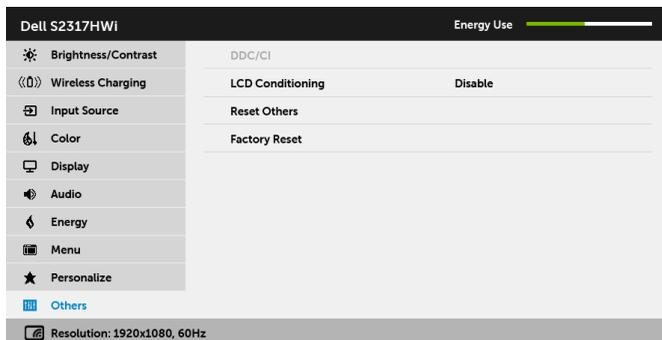 Dell S2317HWi Energy Use
Brightness/Contrast DDC/CI
Wireless Charging LCD Conditioning Disable
Input Source Reset Others
Color Factory Reset
Display
Audio
Energy
Menu
Personalize
Others
Resolution: 1920x1080, 60Hz